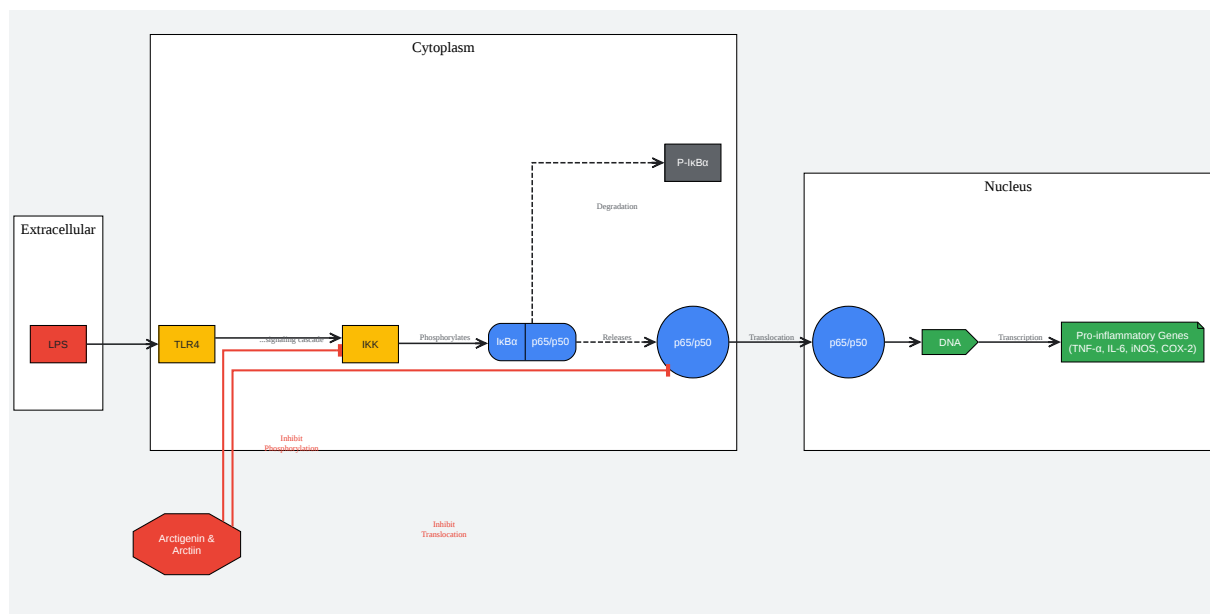 Cytoplasm
P-IκBα
Nucleus
Degradation
Extracellular
LPS
TLR4
...signaling cascade
IKK
Phosphorylates
IκBα
p65/p50
Releases
p65/p50
Translocation
p65/p50
DNA
Transcription
Pro-inflammatory Genes
(TNF-α, IL-6, iNOS, COX-2)
Inhibit
Phosphorylation
Inhibit
Translocation
Arctigenin &
Arctiin